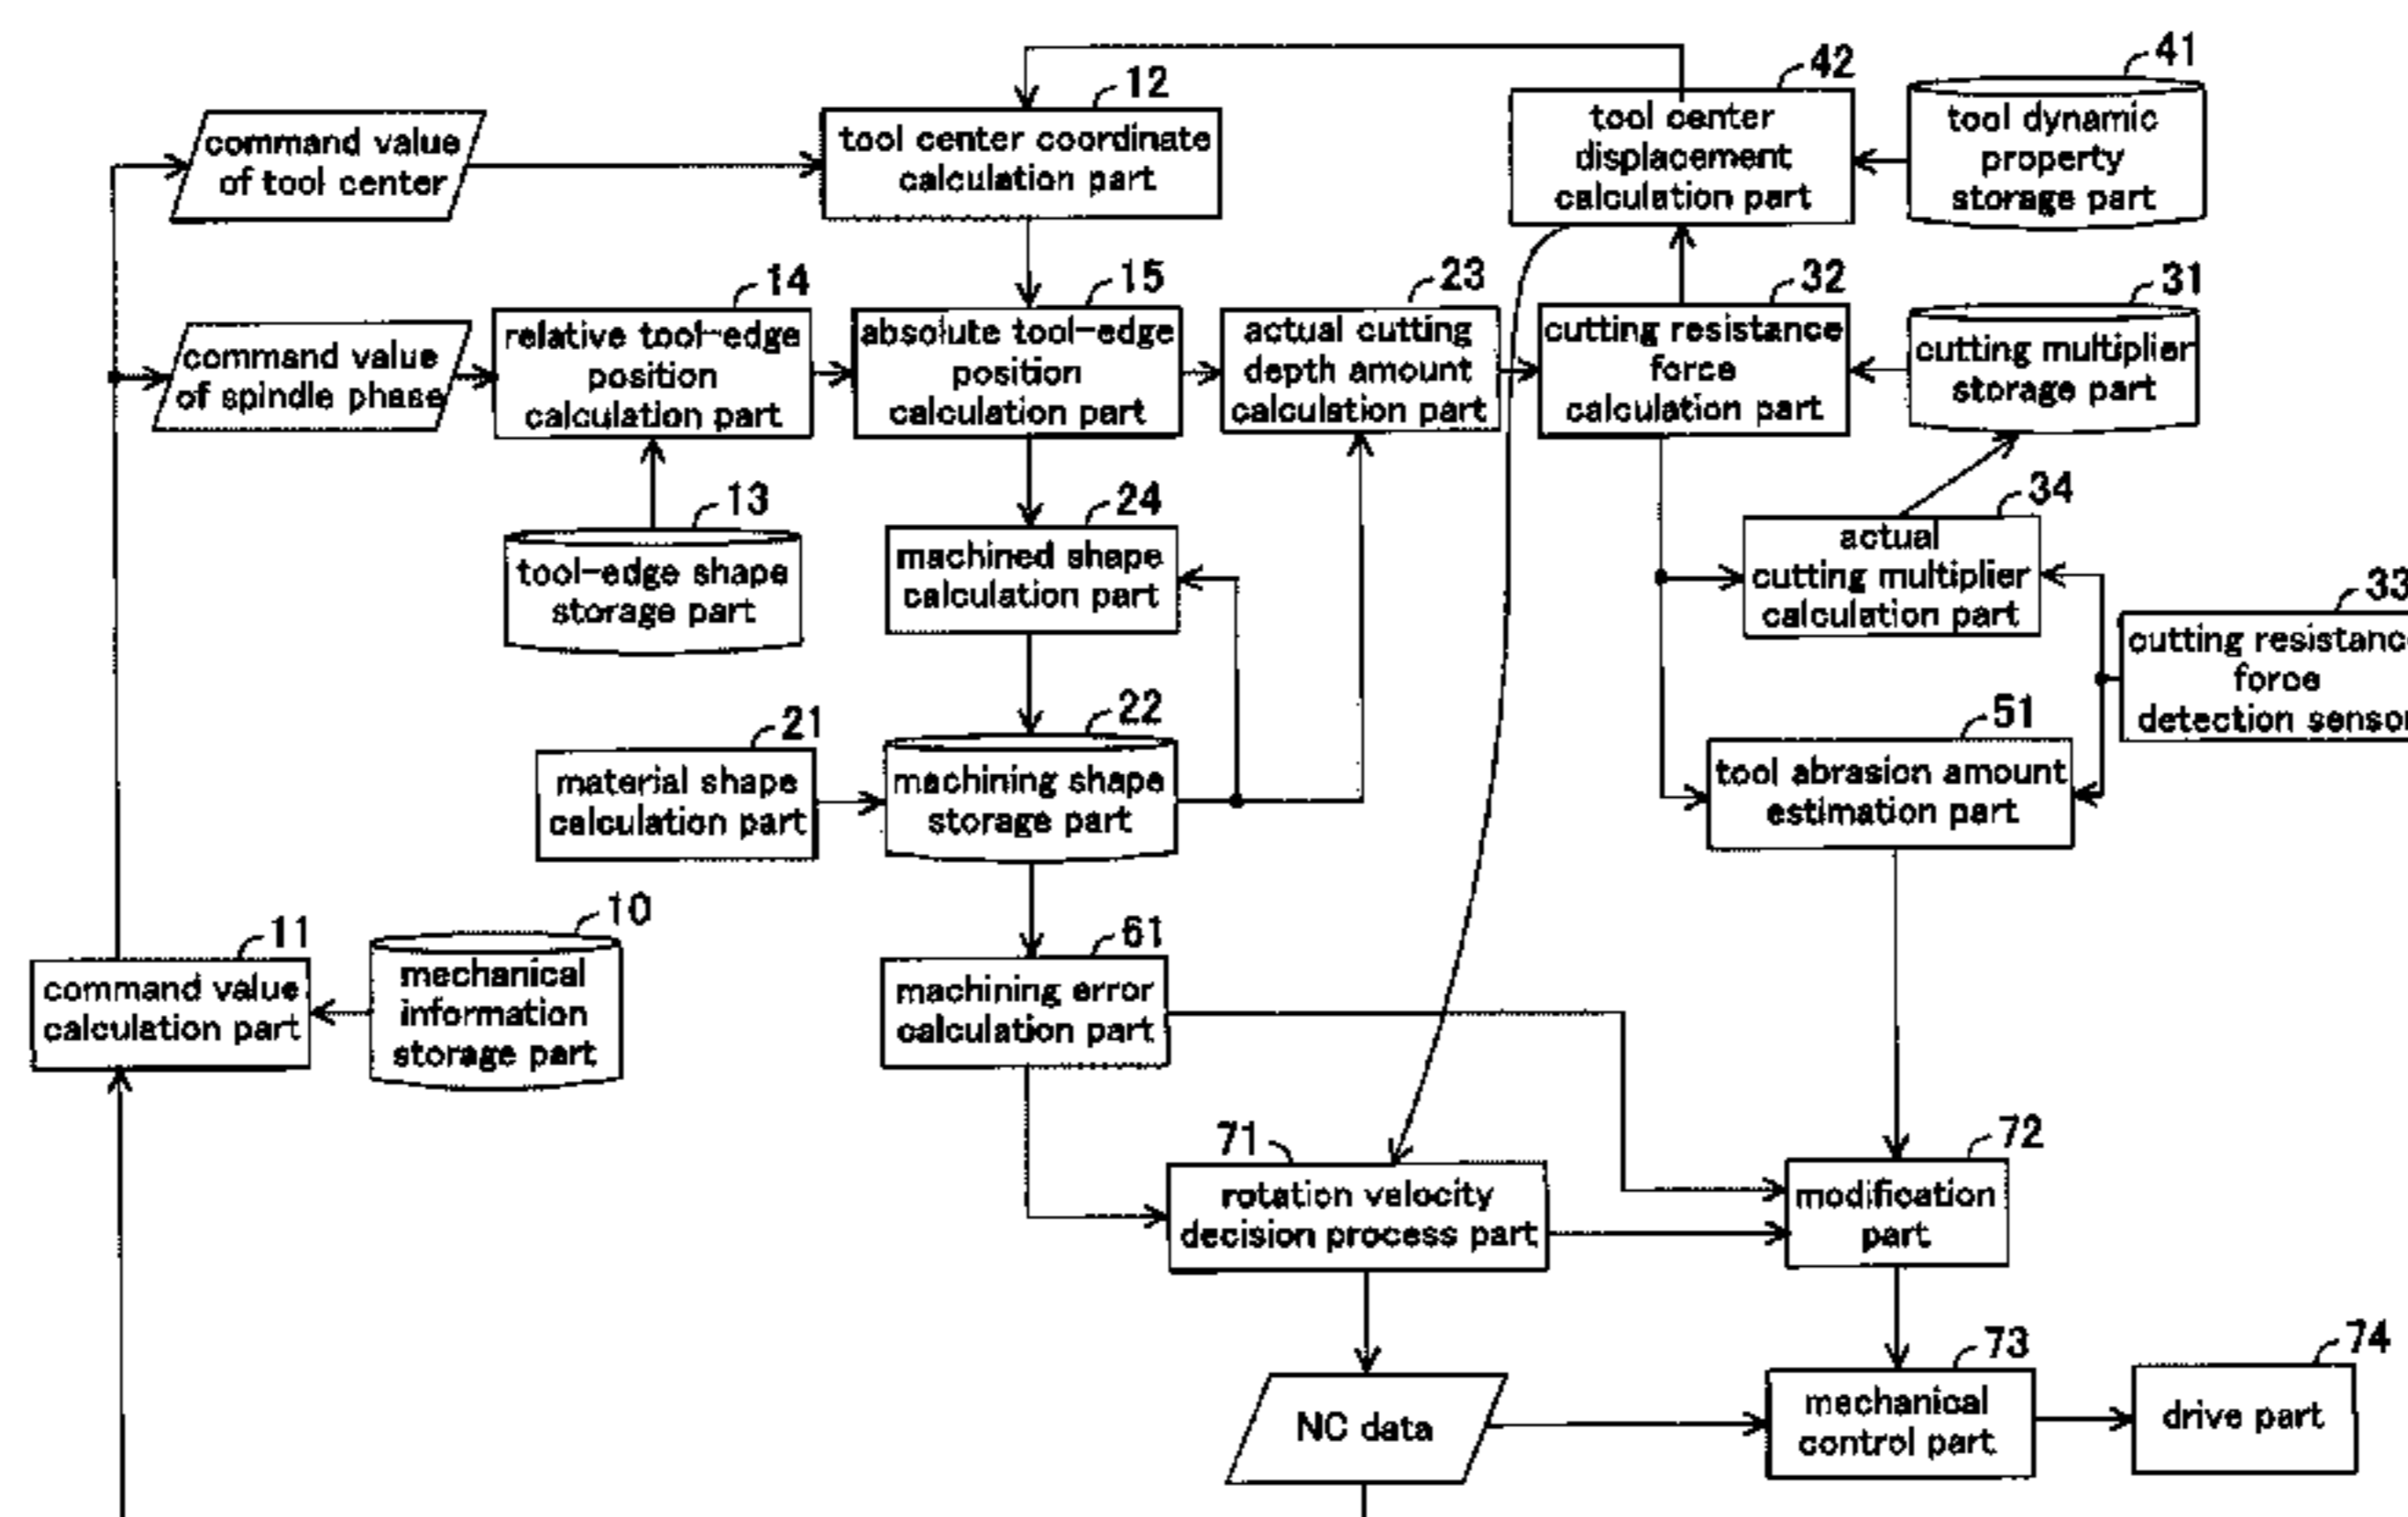 41
42
12
command value
of tool center
tool center coordinate
calculation part
tool center
displacement
calculation part
tool dynamic
property
storage part
14
15
23
32
31
command value
of spindle phase
relative tool-edge
position
calculation part
absolute tool-edge
position
calculation part
actual cutting
depth amount
calculation part
cutting resistance
force
calculation part
cutting multiplier
storage part
13
24
34
33
tool-edge shape
storage part
machined shape
calculation part
actual
cutting multiplier
calculation part
cutting resistance
force
detection sensor
21
22
51
material shape
calculation part
machining shape
storage part
tool abrasion amount
estimation part
11
10
61
command value
calculation part
mechanical
information
storage part
machining error
calculation part
71
72
rotation velocity
decision process part
modification
part
73
74
NC data
mechanical
control part
drive part